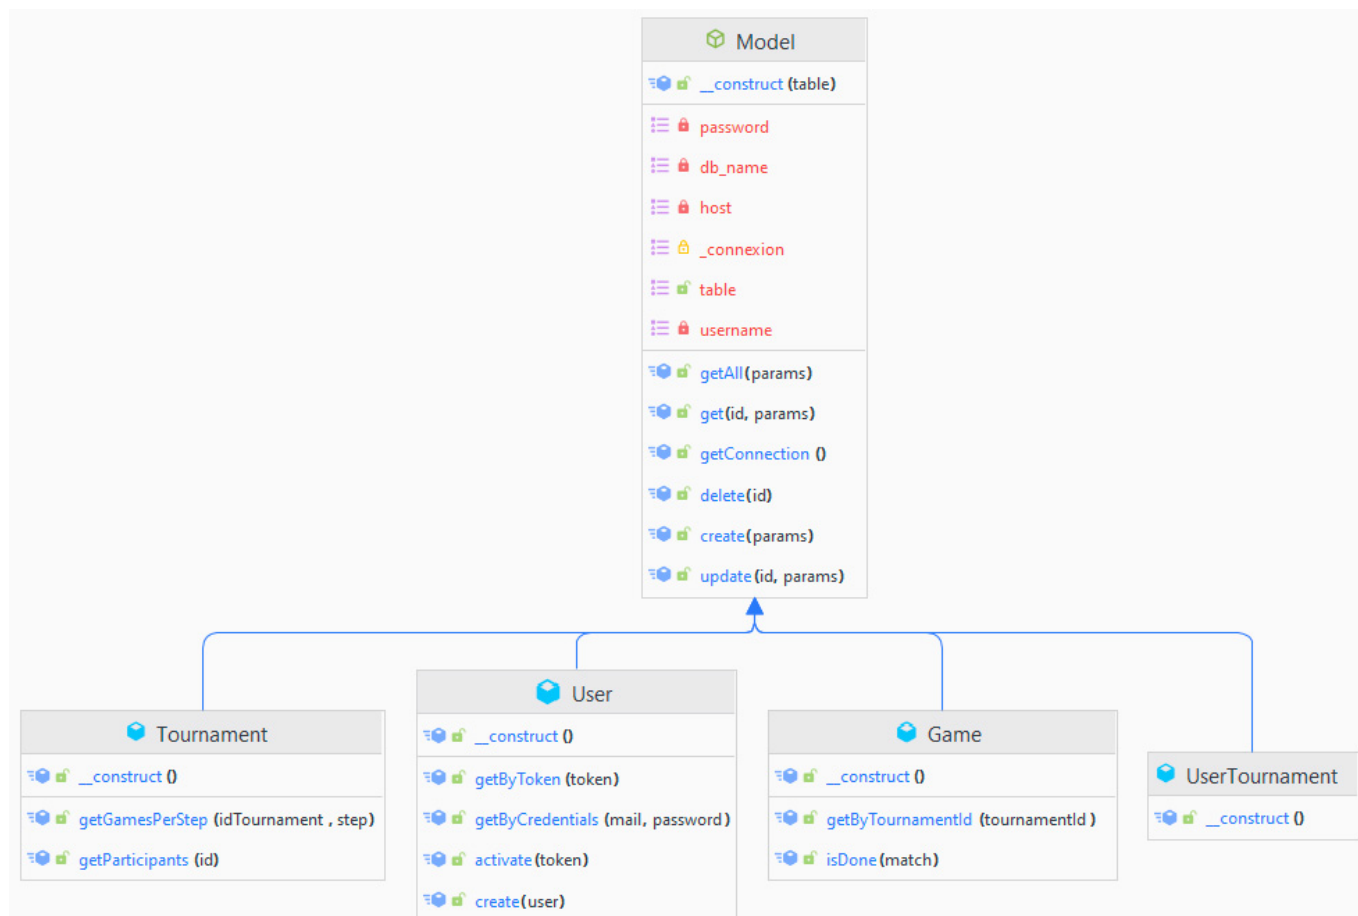 Model
__construct (table)
password
db_name
host
_connexion
table
username
getAll(params)
get(id, params)
getConnection ()
delete(id)
create(params)
update (id, params)
Tournament
__construct ()
getGamesPerStep (idTournament , step)
getParticipants (id)
User
__construct ()
getByToken (token)
getByCredentials (mail, password)
activate (token)
create(user)
Game
__construct ()
getByTournamentId (tournamentId )
isDone (match)
UserTournament
__construct ()